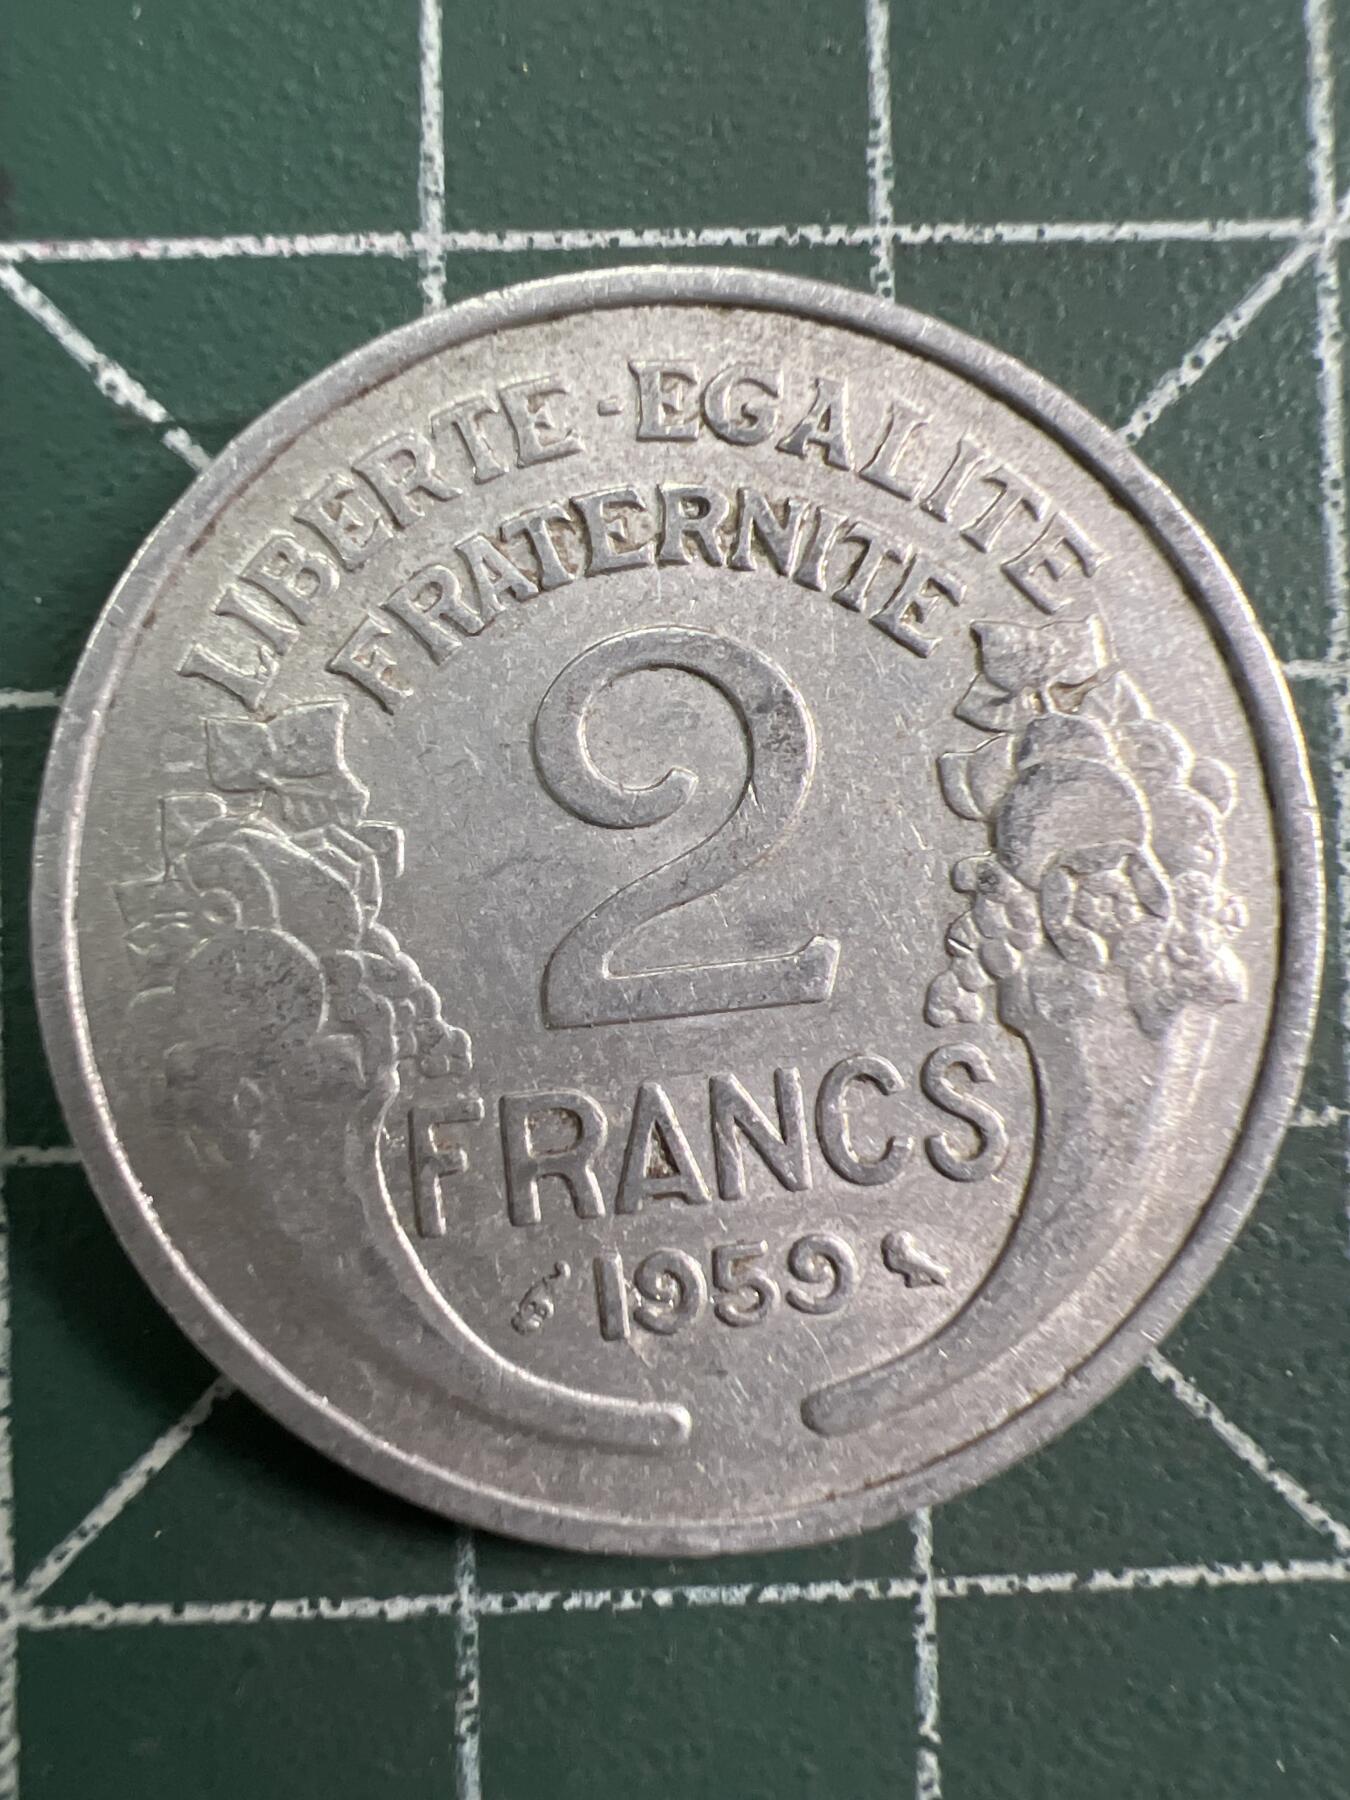 LIBERTE-EGALITE
FRATERNITE
2
FRANCS
1959